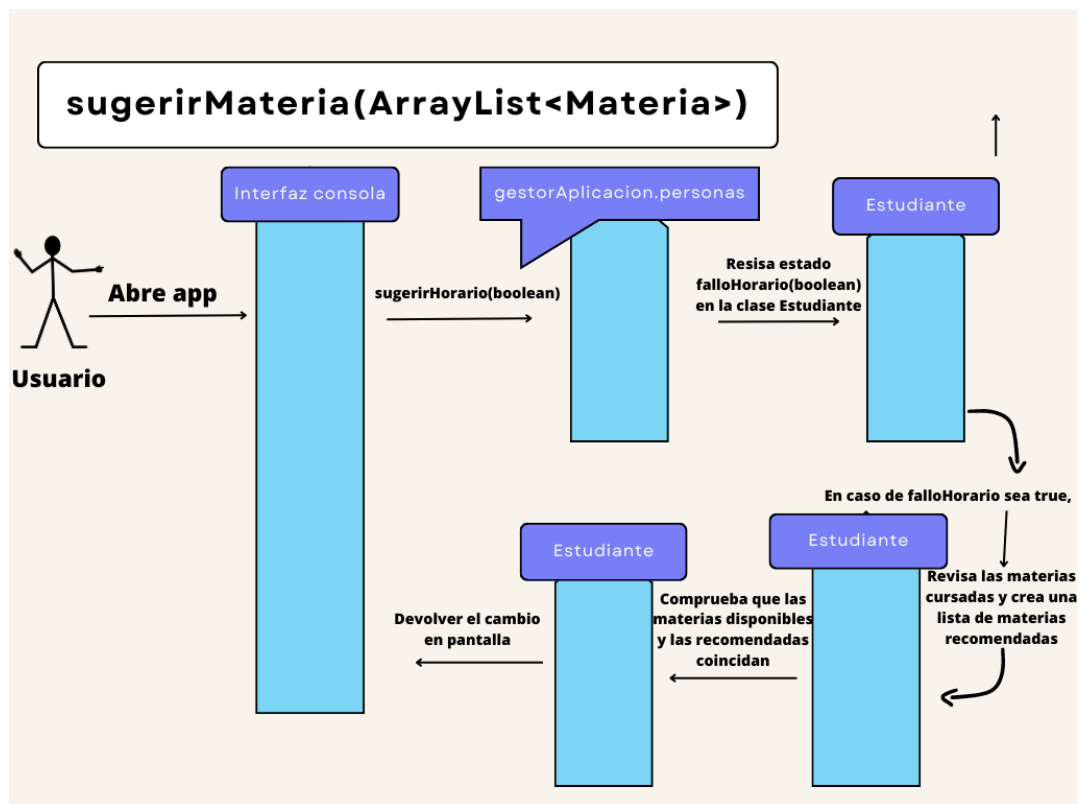 sugerirMateria(ArrayList<Materia>)
Interfaz consola
gestorAplicacion.personas
Estudiante
Abre app
sugerirHorario(boolean)
Resisa estado
falloHorario(boolean)
en la clase Estudiante
Usuario
En caso de falloHorario sea true,
Estudiante
Estudiante
Revisa las materias
cursadas y crea una
lista de materias
recomendadas
Comprueba que las
materias disponibles
y las recomendadas
coincidan
Devolver el cambio
en pantalla